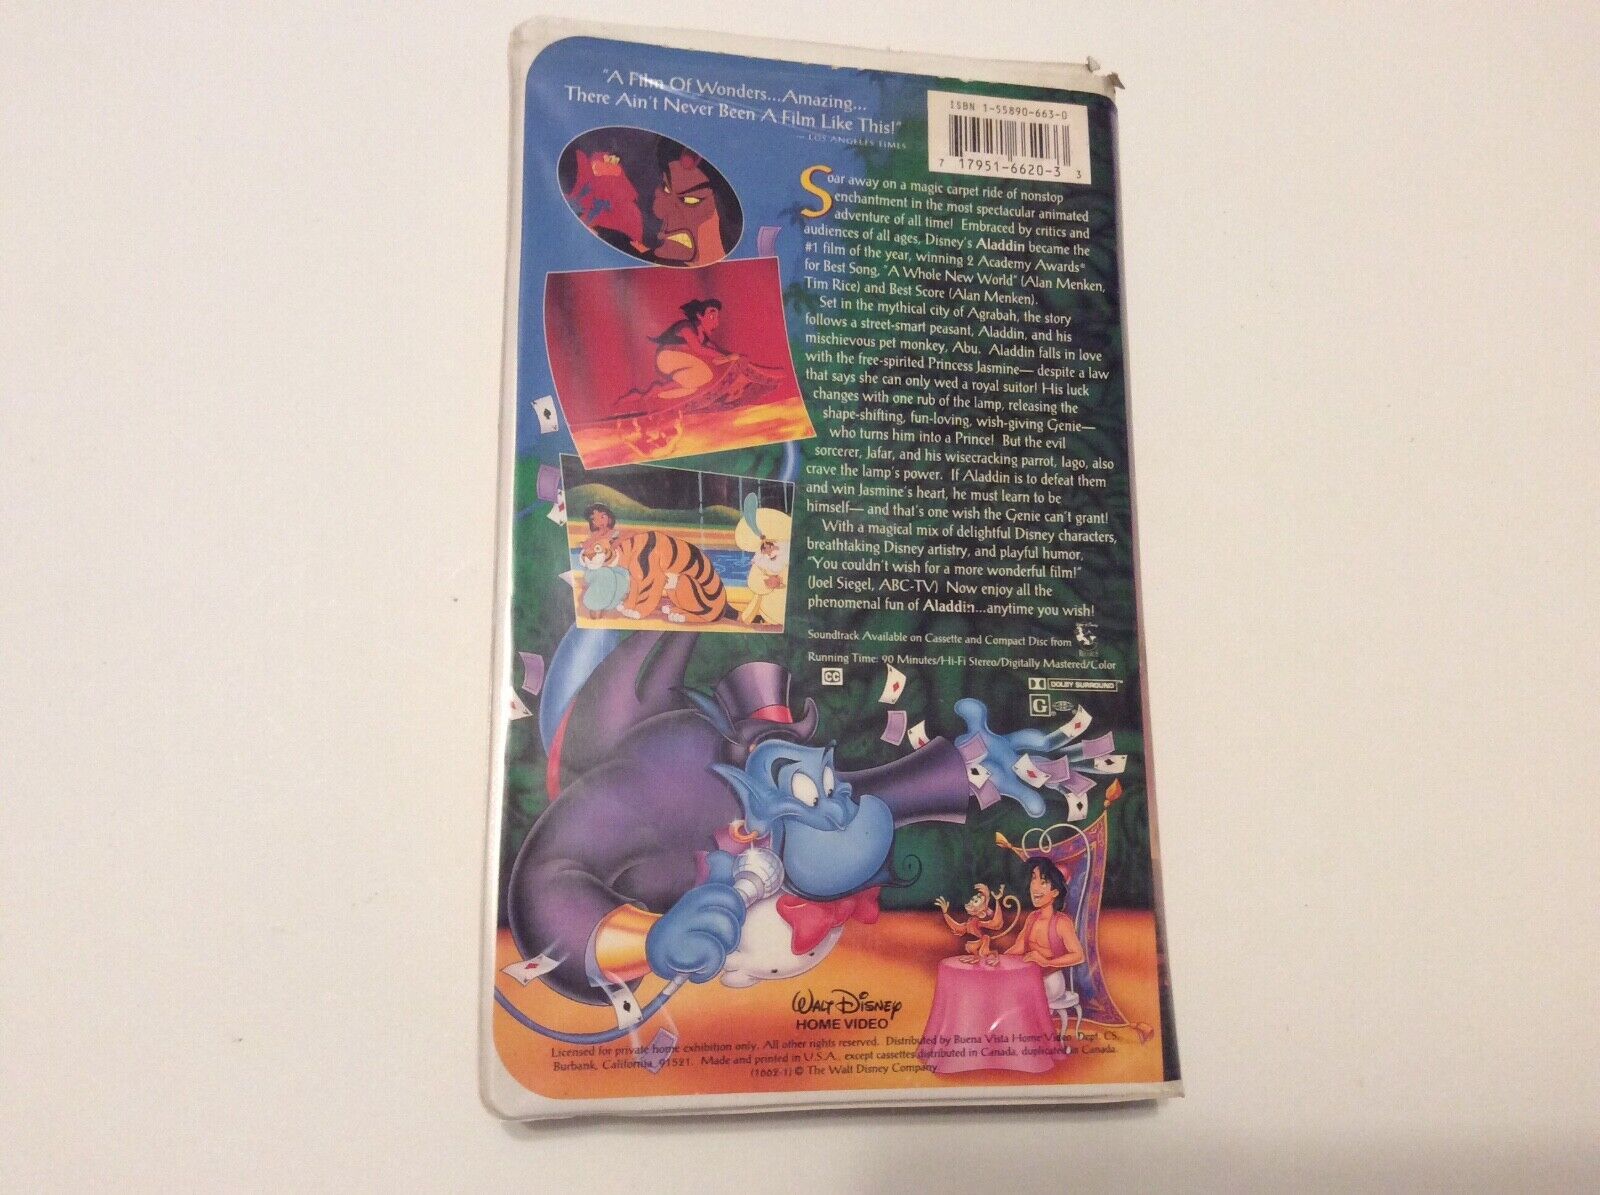 "A Film Of Wonders...Amazing...
There Ain't Never Been A Film Like This!"
— LOS ANGELES TIMES
ISBN 1-55890-663-0
7 17951-6620-3 3
Soar away on a magic carpet ride of nonstop
enchantment in the most spectacular animated
adventure of all time! Embraced by critics and
audiences of all ages, Disney's Aladdin became the
#1 film of the year, winning 2 Academy Awards®
for Best Song, "A Whole New World" (Alan Menken,
Tim Rice) and Best Score (Alan Menken).
Set in the mythical city of Agrabah, the story
follows a street-smart peasant, Aladdin, and his
mischievous pet monkey, Abu. Aladdin falls in love
with the free-spirited Princess Jasmine— despite a law
that says she can only wed a royal suitor! His luck
changes with one rub of the lamp, releasing the
shape-shifting, fun-loving, wish-giving Genie—
who turns him into a Prince! But the evil
sorcerer, Jafar, and his wisecracking parrot, Iago, also
crave the lamp's power. If Aladdin is to defeat them
and win Jasmine's heart, he must learn to be
himself— and that's one wish the Genie can't grant!
With a magical mix of delightful Disney characters,
breathtaking Disney artistry, and playful humor,
"You couldn't wish for a more wonderful film!"
(Joel Siegel, ABC-TV) Now enjoy all the
phenomenal fun of Aladdin...anytime you wish!
Soundtrack Available on Cassette and Compact Disc from
Running Time: 90 Minutes/Hi-Fi Stereo/Digitally Mastered/Color
CC
DOLBY SURROUND™
G
WALT DISNEY
HOME VIDEO
Licensed for private home exhibition only. All other rights reserved. Distributed by Buena Vista Home Video, Dept. CS,
Burbank, California, 91521. Made and printed in U.S.A., except cassettes distributed in Canada, duplicated in Canada.
(1662-1) © The Walt Disney Company